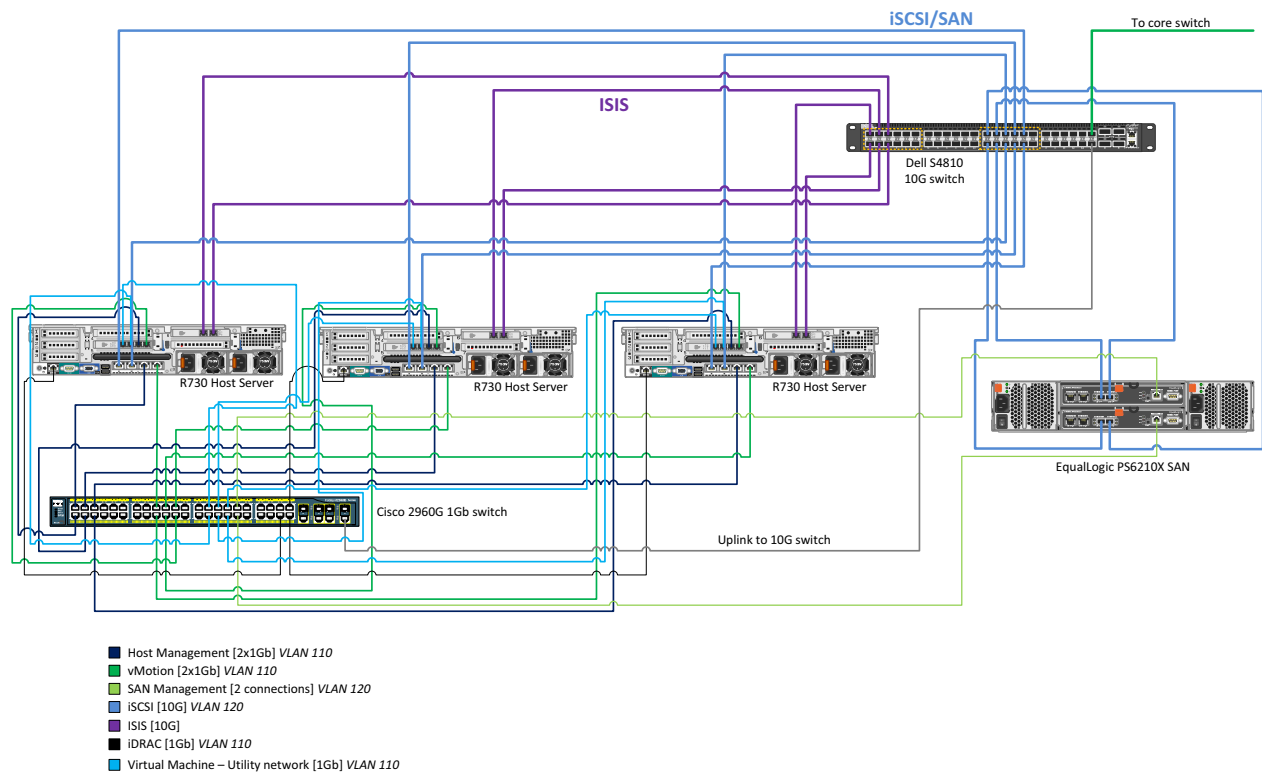 iSCSI/SAN
To core switch
ISIS
Dell S4810
10G switch
R730 Host Server
R730 Host Server
R730 Host Server
EqualLogic PS6210X SAN
Cisco 2960G 1Gb switch
Uplink to 10G switch
Host Management [2x1Gb] VLAN 110
vMotion [2x1Gb] VLAN 110
SAN Management [2 connections] VLAN 120
iSCSI [10G] VLAN 120
ISIS [10G]
iDRAC [1Gb] VLAN 110
Virtual Machine – Utility network [1Gb] VLAN 110